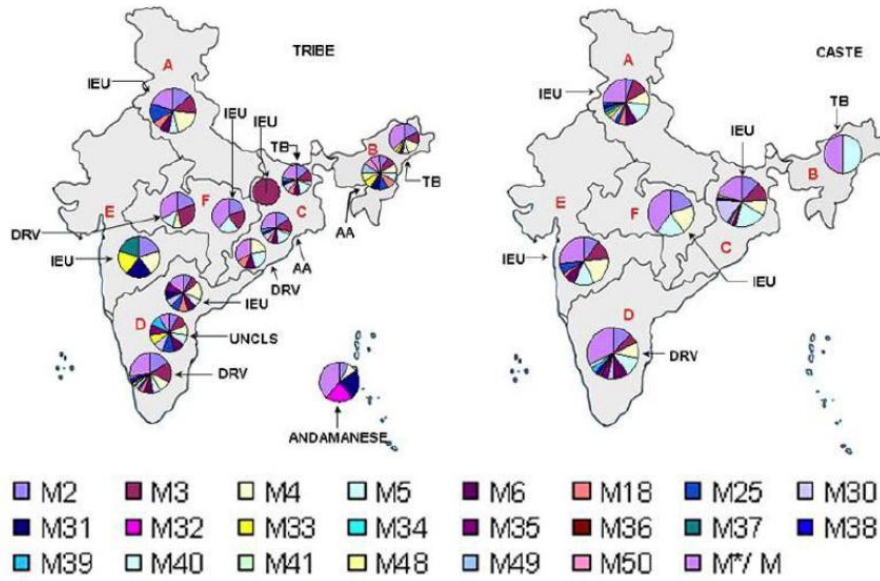 TRIBE
A
IEU
IEU
IEU
TB
B
TB
AA
F
E
C
DRV
AA
IEU
DRV
IEU
D
UNCLS
DRV
ANDAMANESE
CASTE
A
IEU
TB
IEU
B
E
F
C
IEU
IEU
D
DRV
M2 M3 M4 M5 M6 M18 M25 M30
M31 M32 M33 M34 M35 M36 M37 M38
M39 M40 M41 M48 M49 M50 M*/ M